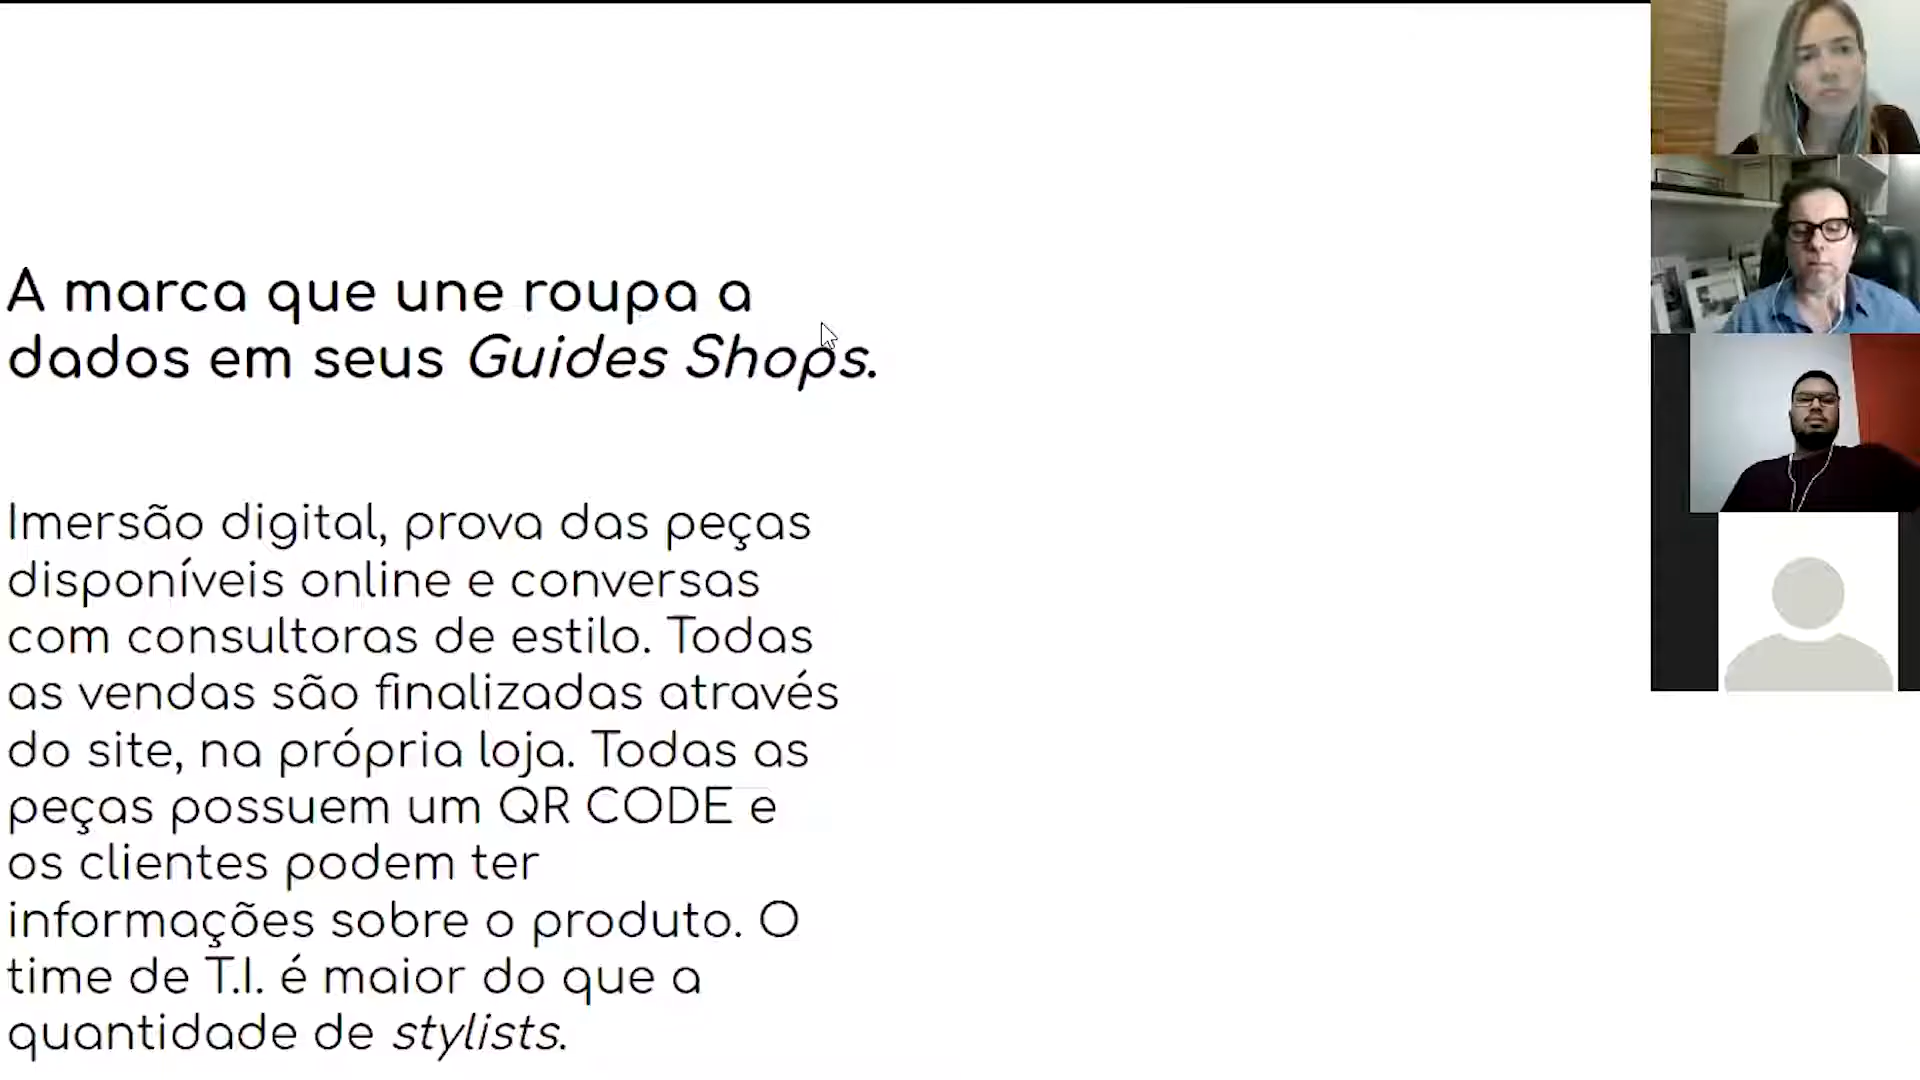 A marca que une roupa a
dados em seus Guides Shops.
Imersão digital, prova das peças
disponíveis online e conversas
com consultoras de estilo. Todas
as vendas são finalizadas através
do site, na própria loja. Todas as
peças possuem um QR CODE e
os clientes podem ter
informações sobre o produto. O
time de T.I. é maior do que a
quantidade de stylists.